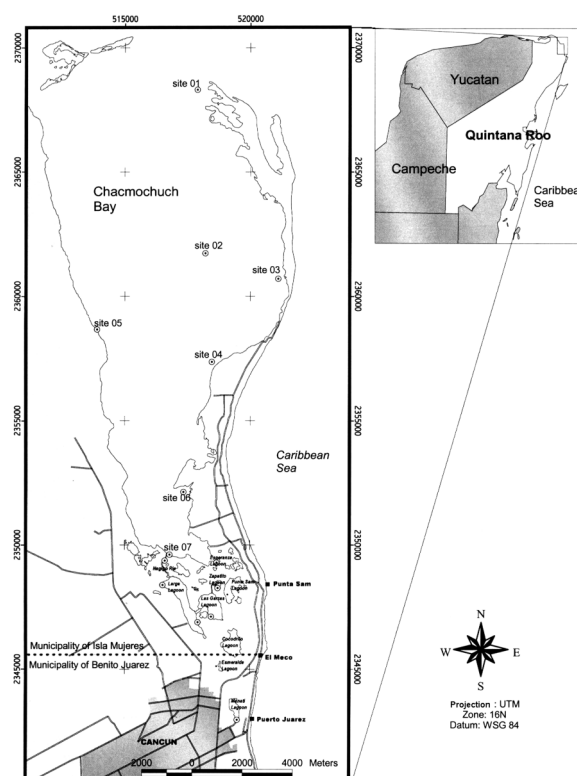 515000
520000
2370000
2370000
site 01
Yucatan
Quintana Roo
Campeche
Caribbea
Sea
2365000
2365000
Chacmochuch
Bay
site 02
site 03
2360000
2360000
site 05
site 04
2355000
2355000
Caribbean
Sea
site 06
2350000
2350000
site 07
Esperanza
Lagoon
Zapatito
Lagoon
Punta Sam
Lagoon
Large
Lagoon
Las Garzas
Lagoon
Punta Sam
Cocodrilo
Lagoon
Municipality of Isla Mujeres
El Meco
Municipality of Benito Juarez
Esmeralda
Lagoon
2345000
2345000
Lagoon
Puerto Juarez
CANCUN
2000
0
2000
4000
Meters
N
W
E
S
Projection : UTM
Zone: 16N
Datum: WSG 84